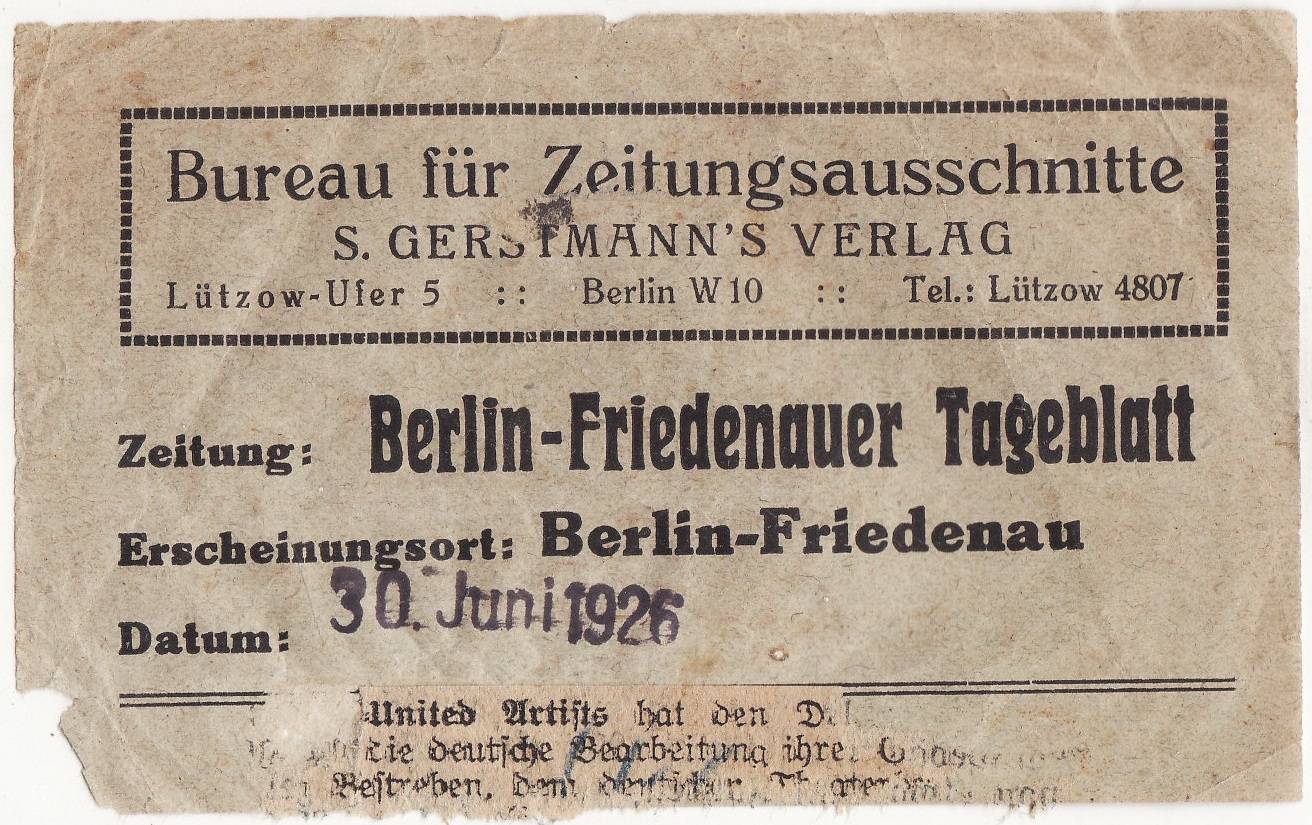 Bureau für Zeitungsausschnitte
S. GERSTMANN'S VERLAG
Lützow-Ufer 5 :: Berlin W 10 :: Tel.: Lützow 4807
Zeitung: Berlin-Friedenauer Tageblatt
Erscheinungsort: Berlin-Friedenau
Datum: 30. Juni 1926
United Artists hat den
die deutsche Bearbeitung ihre
Bestreben, dem